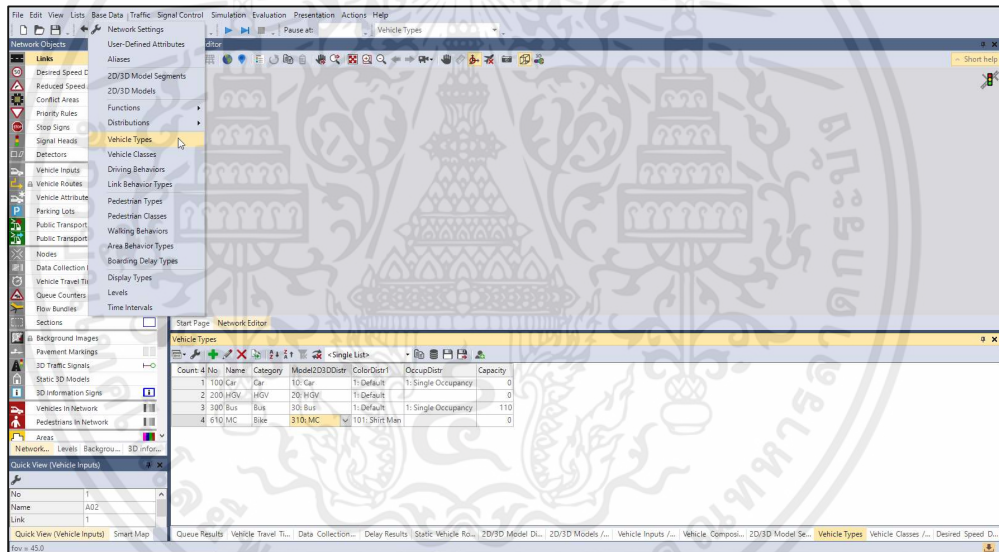 File Edit View Lists Base Data Traffic Signal Control Simulation Evaluation Presentation Actions Help
Pause at: Vehicle Types
Network Objects
Links
Desired Speed D
Reduced Speed
Conflict Areas
Priority Rules
Stop Signs
Signal Heads
Detectors
Vehicle Inputs
Vehicle Routes
Vehicle Attribute
Parking Lots
Public Transport
Public Transport
Nodes
Data Collection
Vehicle Travel Ti
Queue Counters
Flow Bundles
Sections
Background Images
Pavement Markings
3D Traffic Signals
Static 3D Models
3D Information Signs
Vehicles In Network
Pedestrians In Network
Areas
Network... Levels Backgrou... 3D infor...
Network Settings
User-Defined Attributes
Aliases
2D/3D Model Segments
2D/3D Models
Functions
Distributions
Vehicle Types
Vehicle Classes
Driving Behaviors
Link Behavior Types
Pedestrian Types
Pedestrian Classes
Walking Behaviors
Area Behavior Types
Boarding Delay Types
Display Types
Levels
Time Intervals
ditor
Short help
Start Page Network Editor
Vehicle Types
<Single List>
Count: 4 No Name Category Model2D3DDistr ColorDistr1 OccupDistr Capacity
1 100 Car Car 10: Car 1: Default 1: Single Occupancy 0
2 200 HGV HGV 20: HGV 1: Default 0
3 300 Bus Bus 30: Bus 1: Default 1: Single Occupancy 110
4 610 MC Bike 310: MC 101: Shirt Man 0
Quick View (Vehicle Inputs)
No 1
Name A02
Link 1
Quick View (Vehicle Inputs) Smart Map
Queue Results Vehicle Travel Ti... Data Collection... Delay Results Static Vehicle Ro... 2D/3D Model Di... 2D/3D Models /... Vehicle Inputs /... Vehicle Composi... 2D/3D Model Se... Vehicle Types Vehicle Classes /... Desired Speed D...
fov = 45.0